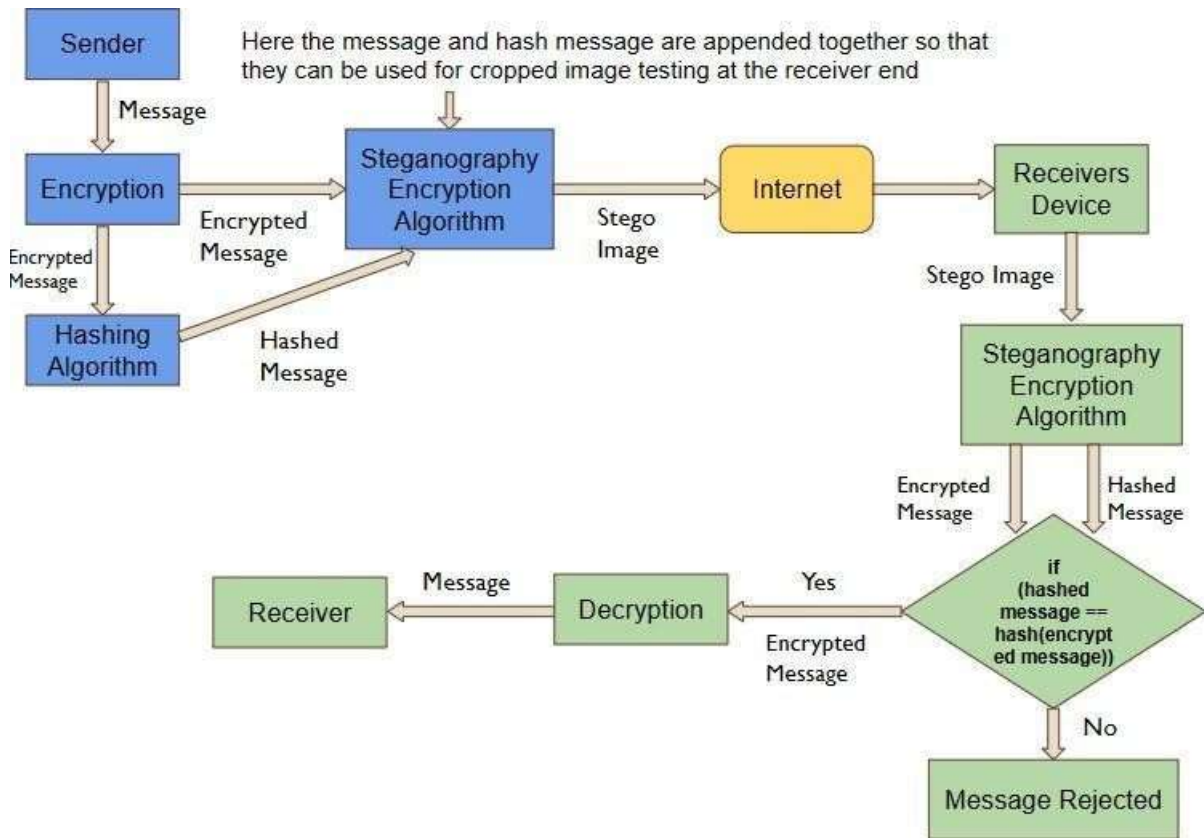 Sender
Here the message and hash message are appended together so that
they can be used for cropped image testing at the receiver end
Message
Encryption
Encrypted
Message
Steganography
Encryption
Algorithm
Stego
Image
Internet
Receivers
Device
Encrypted
Message
Hashing
Algorithm
Hashed
Message
Stego Image
Steganography
Encryption
Algorithm
Encrypted
Message
Hashed
Message
if
(hashed
message ==
hash(encrypt
ed message))
Yes
Encrypted
Message
Decryption
Message
Receiver
No
Message Rejected